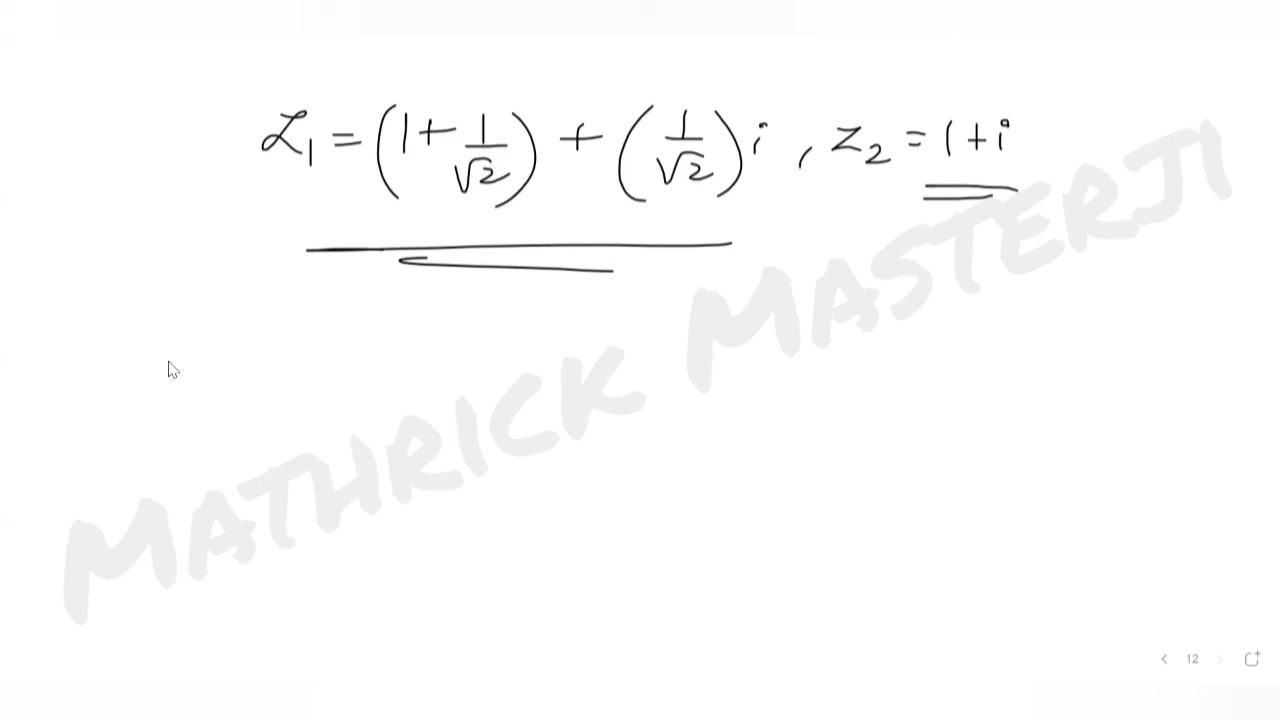 Z₁ = (1 + 1/√2) + (1/√2) i , Z₂ = 1 + i
MATHRICK MASTERJI
12